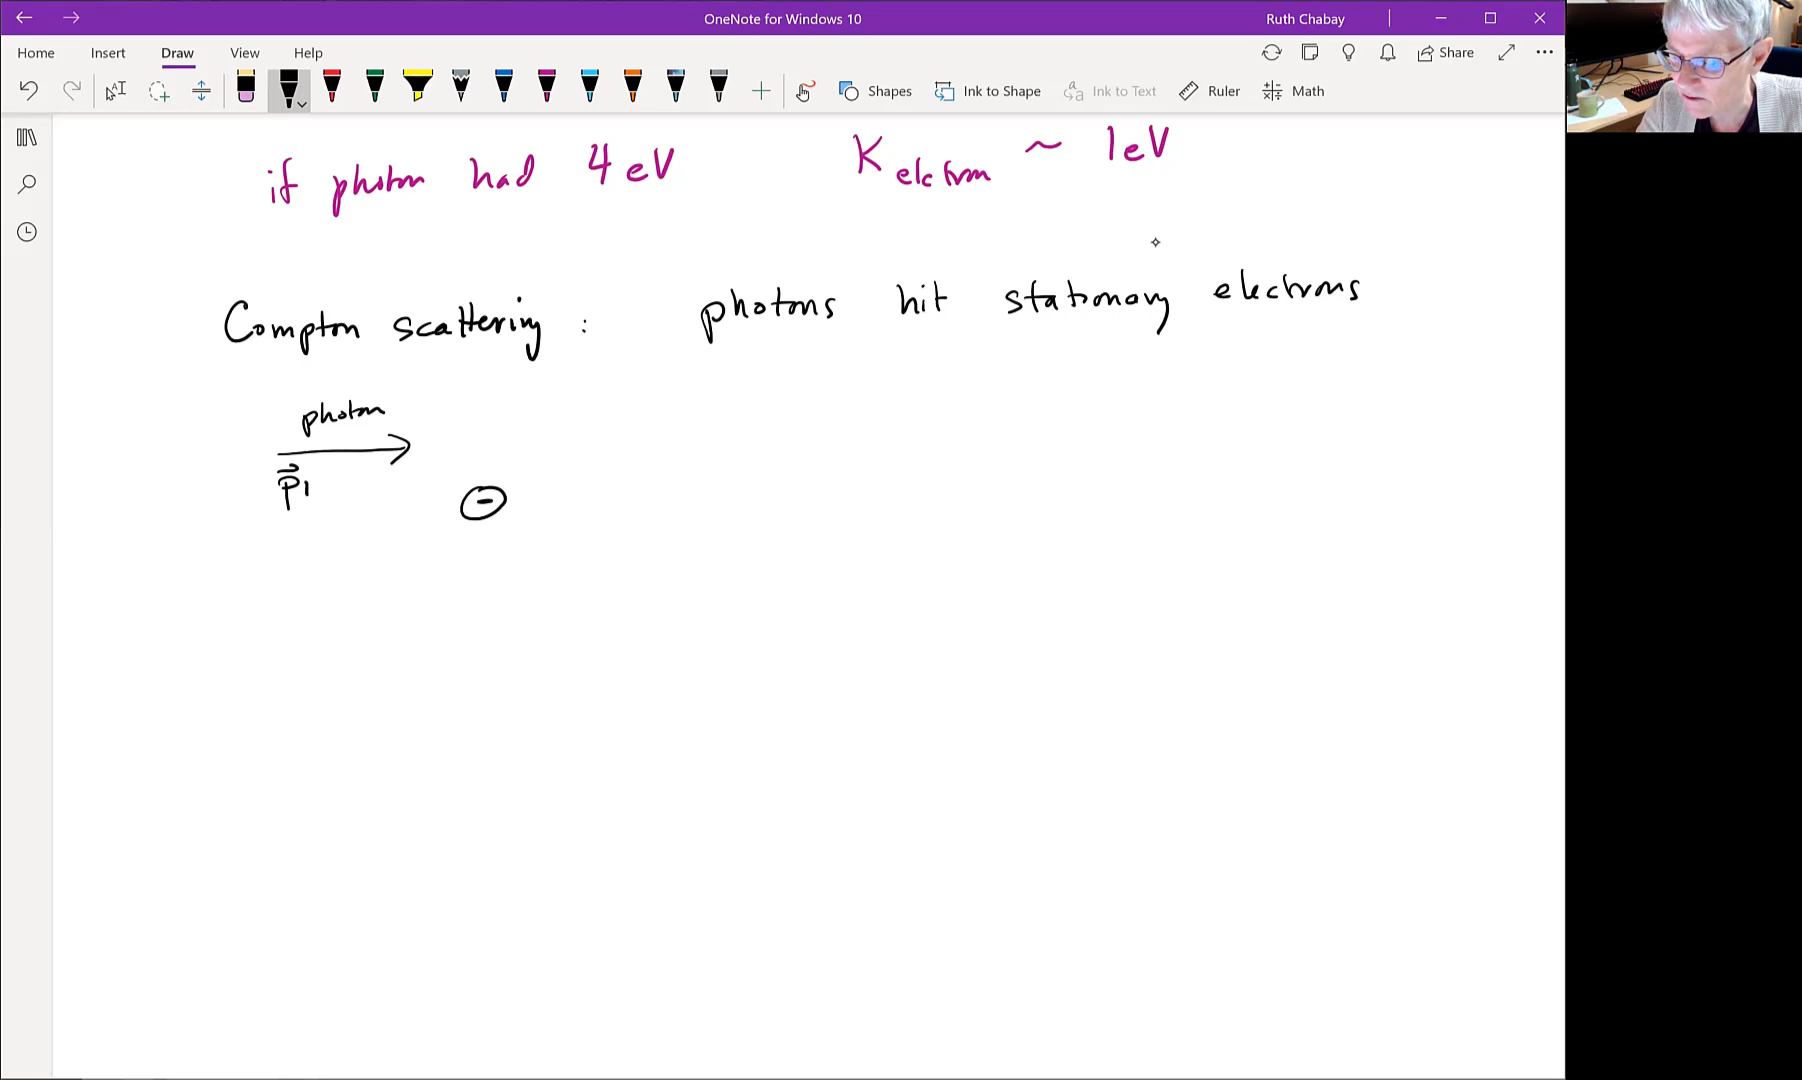 OneNote for Windows 10
Ruth Chabay
Home Insert Draw View Help
Share
Shapes Ink to Shape Ink to Text Ruler Math
if photon had 4 eV K electron ~ 1eV
Compton scattering : photons hit stationary electrons
photon
p⃗1